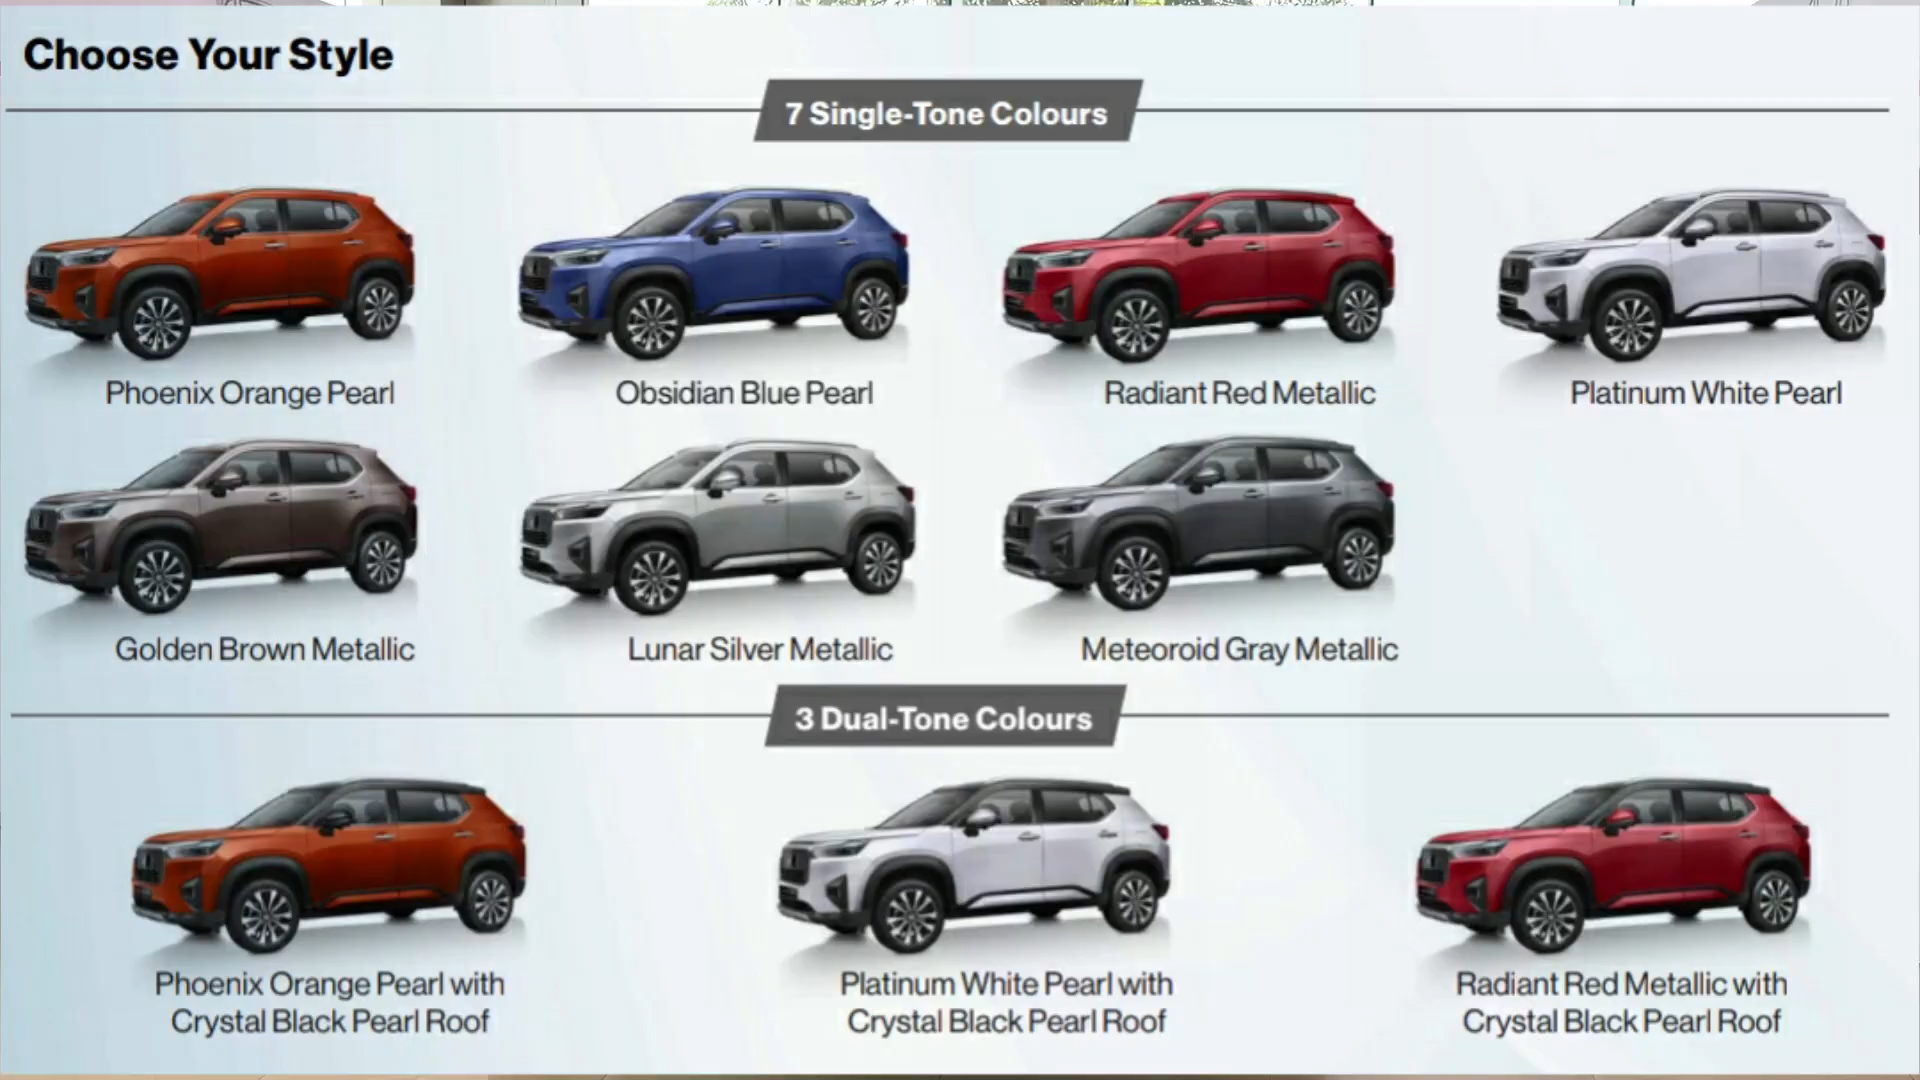 Choose Your Style
7 Single-Tone Colours
Phoenix Orange Pearl
Obsidian Blue Pearl
Radiant Red Metallic
Platinum White Pearl
Golden Brown Metallic
Lunar Silver Metallic
Meteoroid Gray Metallic
3 Dual-Tone Colours
Phoenix Orange Pearl with
Crystal Black Pearl Roof
Platinum White Pearl with
Crystal Black Pearl Roof
Radiant Red Metallic with
Crystal Black Pearl Roof